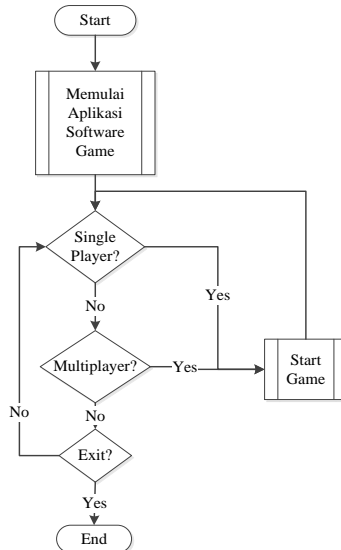 Start
Memulai
Aplikasi
Software
Game
Single
Player?
Yes
No
Multiplayer?
Yes
Start
Game
No
No
Exit?
Yes
End